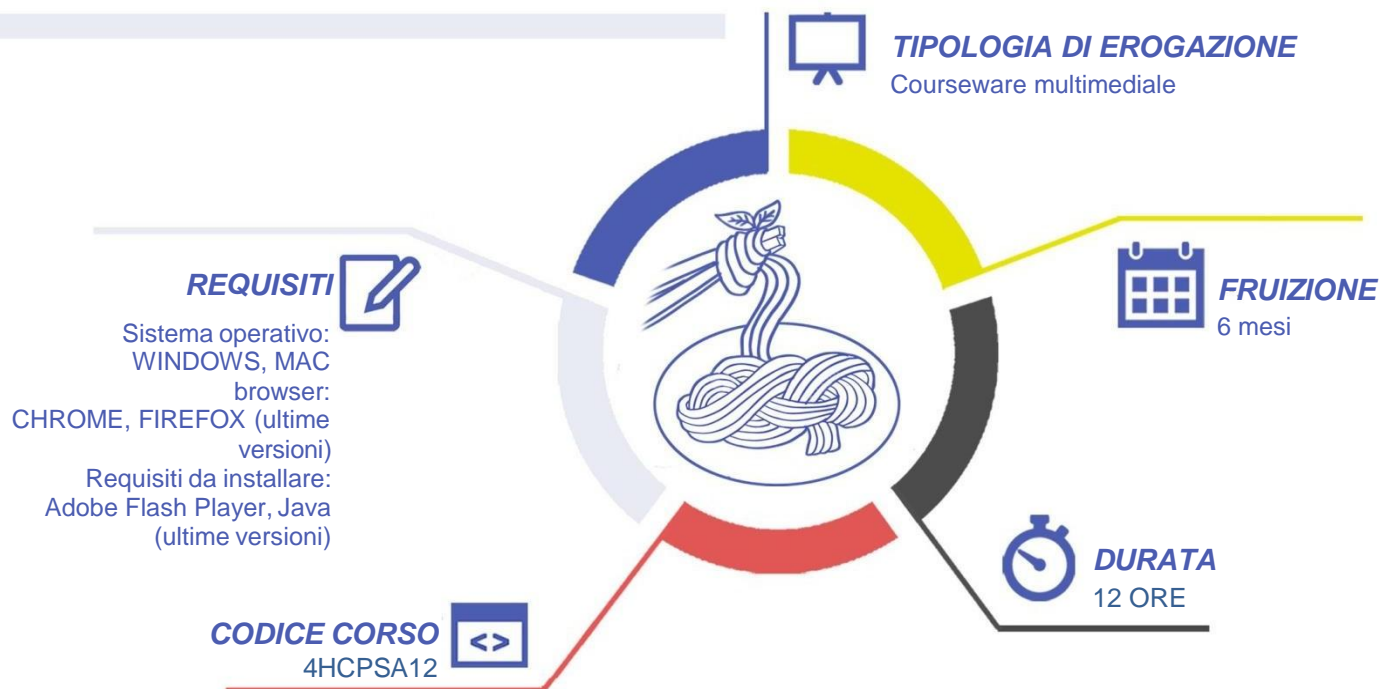 TIPOLOGIA DI EROGAZIONE
Courseware multimediale
REQUISITI
Sistema operativo:
WINDOWS, MAC
browser:
CHROME, FIREFOX (ultime
versioni)
Requisiti da installare:
Adobe Flash Player, Java
(ultime versioni)
FRUIZIONE
6 mesi
DURATA
12 ORE
CODICE CORSO
4HCPSA12
<>